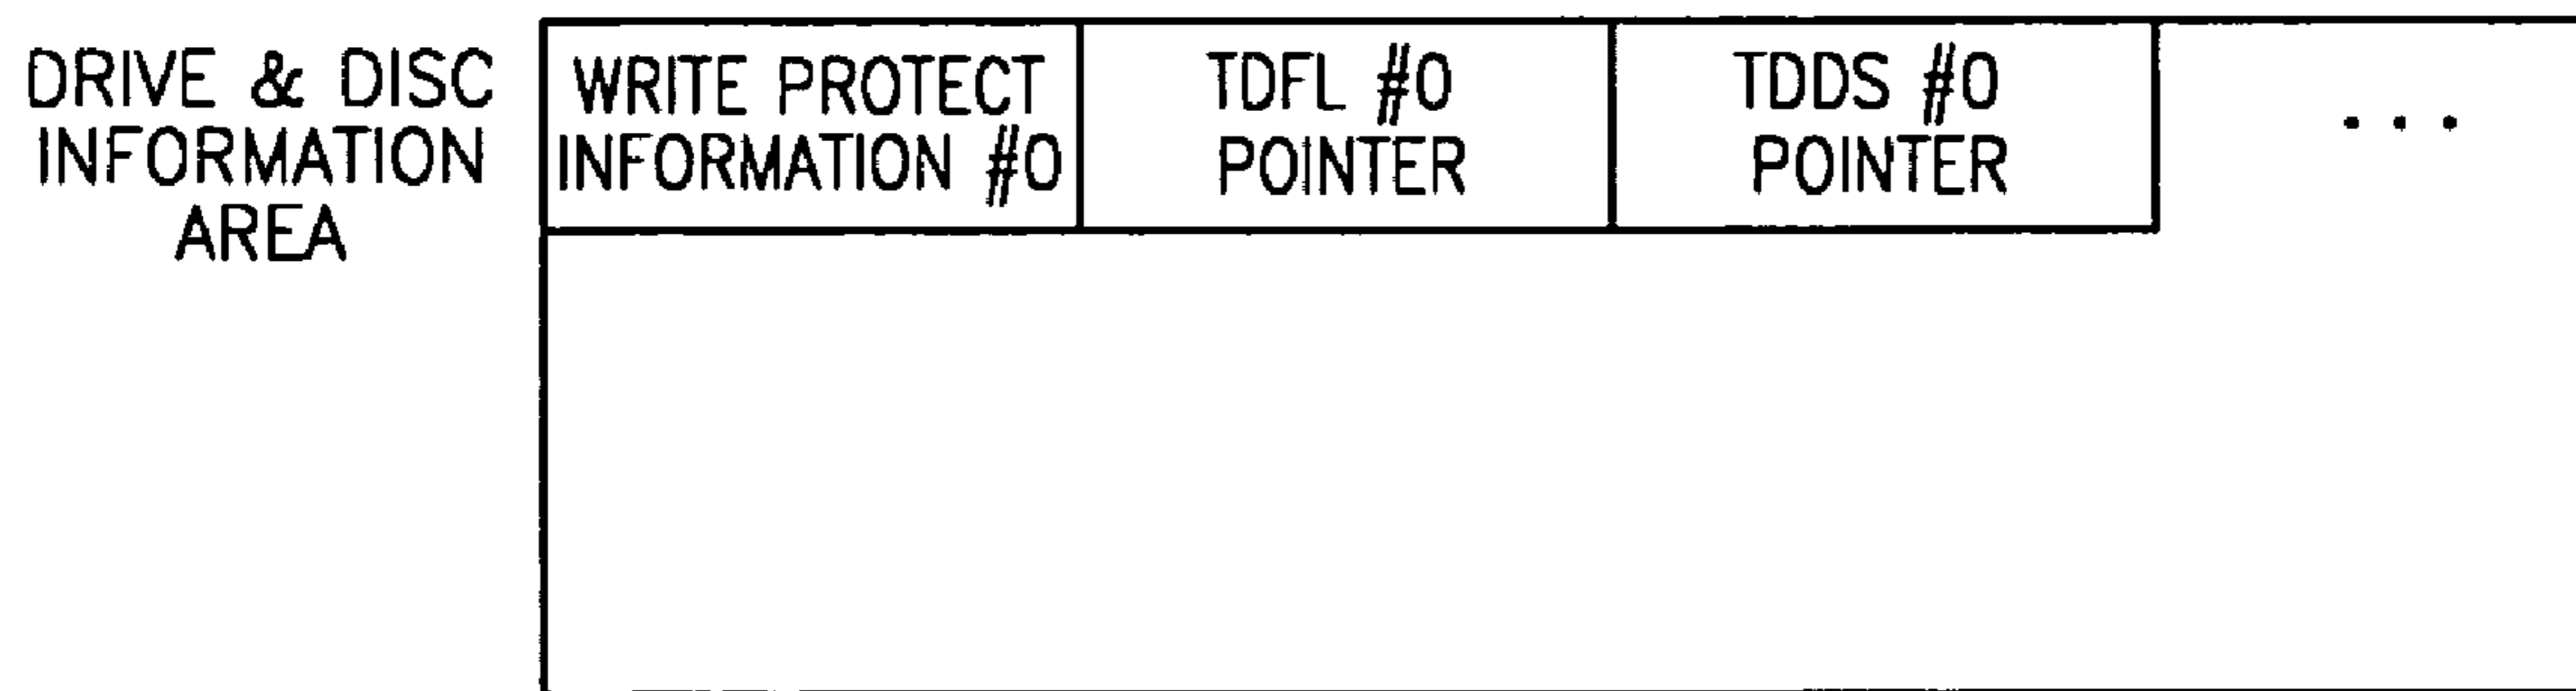 DRIVE & DISC
INFORMATION
AREA
WRITE PROTECT
INFORMATION #0
TDFL #0
POINTER
TDDS #0
POINTER
. . .